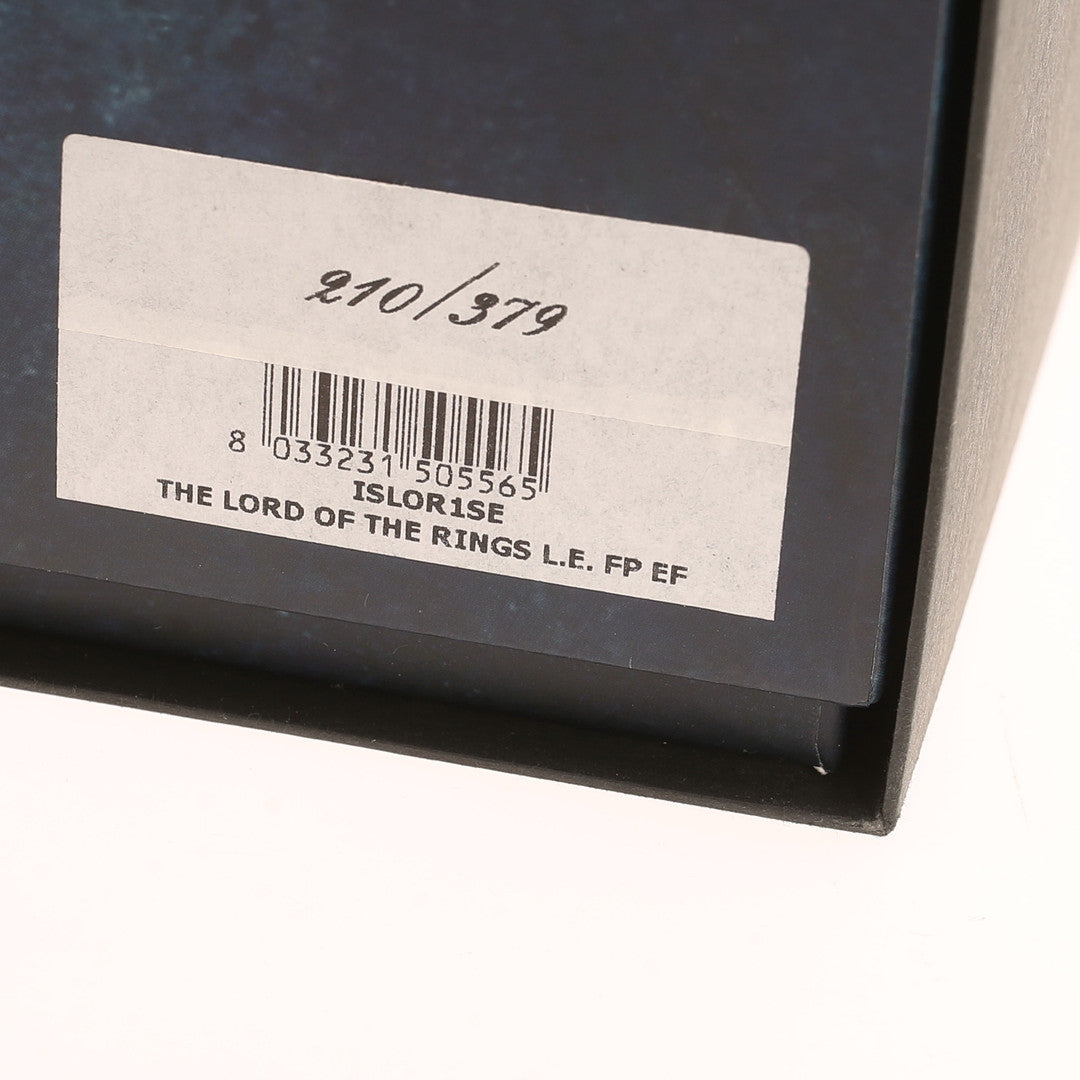 210/379
8 033231 505565
ISLOR1SE
THE LORD OF THE RINGS L.E. FP EF